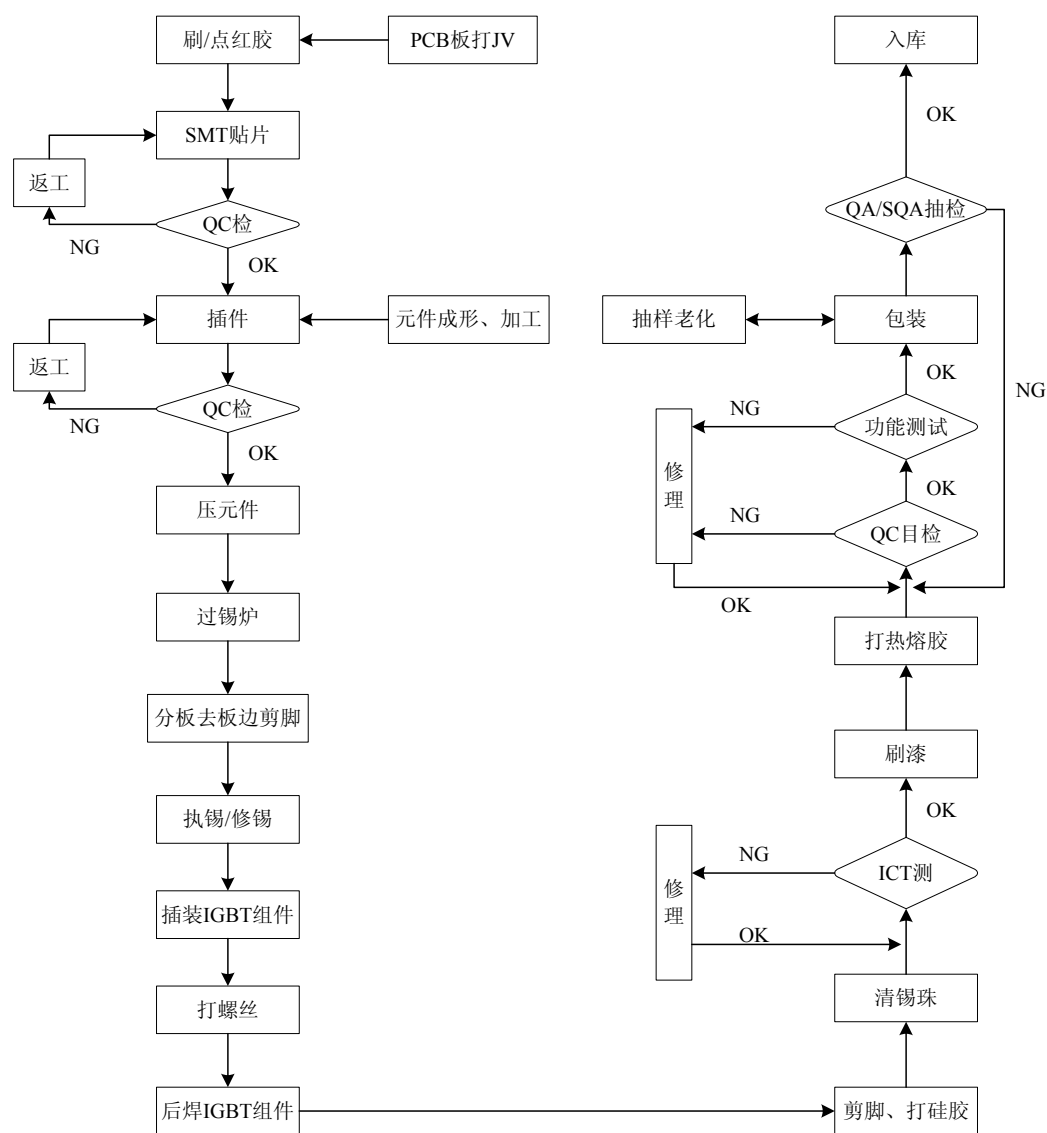 刷/点红胶
PCB板打JV
SMT贴片
返工
QC检
NG
OK
插件
元件成形、加工
返工
QC检
NG
OK
压元件
过锡炉
分板去板边剪脚
执锡/修锡
插装IGBT组件
打螺丝
后焊IGBT组件
入库
OK
QA/SQA抽检
抽样老化
包装
OK
NG
NG
功能测试
修理
OK
NG
QC目检
OK
打热熔胶
刷漆
OK
NG
ICT测
修理
OK
清锡珠
剪脚、打硅胶